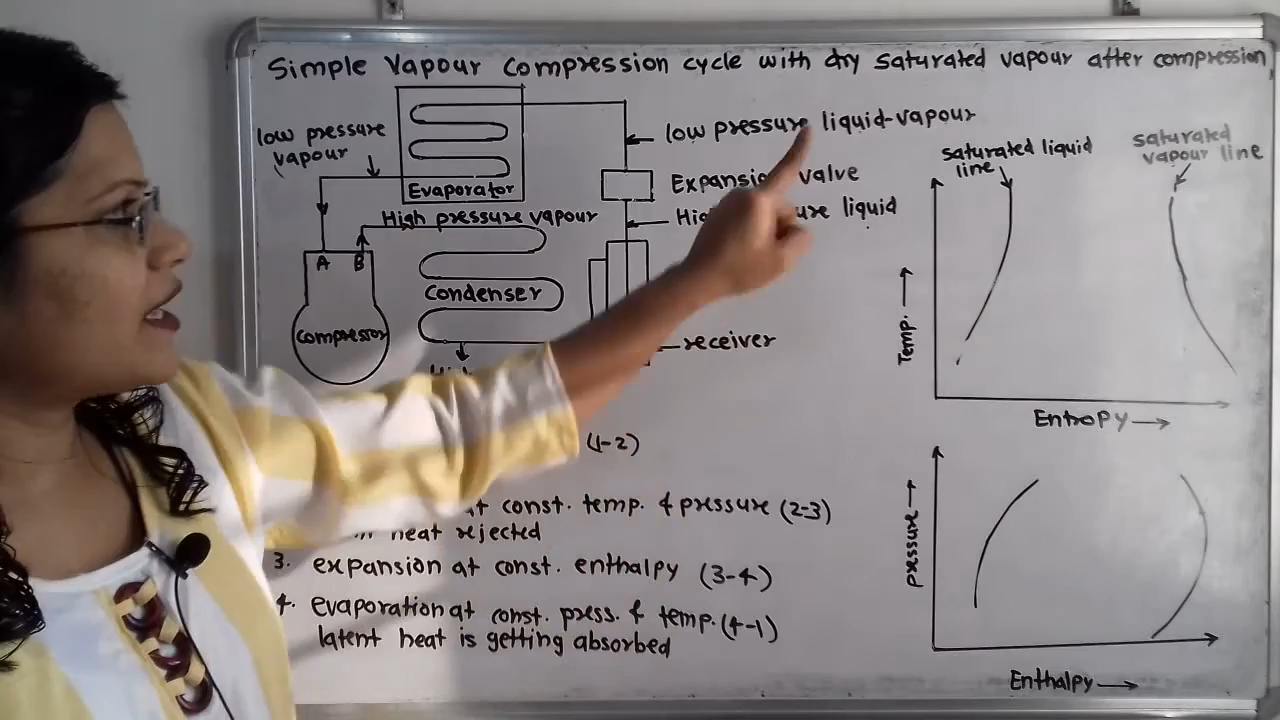 Simple Vapour compression cycle with dry saturated vapour after compression
low pressure
vapour
Evaporator
low pressure liquid-vapour
Expansion valve
liquid
High pressure vapour
A B
compressor
condenser
receiver
saturated liquid
line
saturated
vapour line
Temp.
Entropy
(1-2)
const. temp. & pressure (2-3)
heat rejected
3. expansion at const. enthalpy (3-4)
4. evaporation at const. press. & temp. (4-1)
latent heat is getting absorbed
pressure
Enthalpy